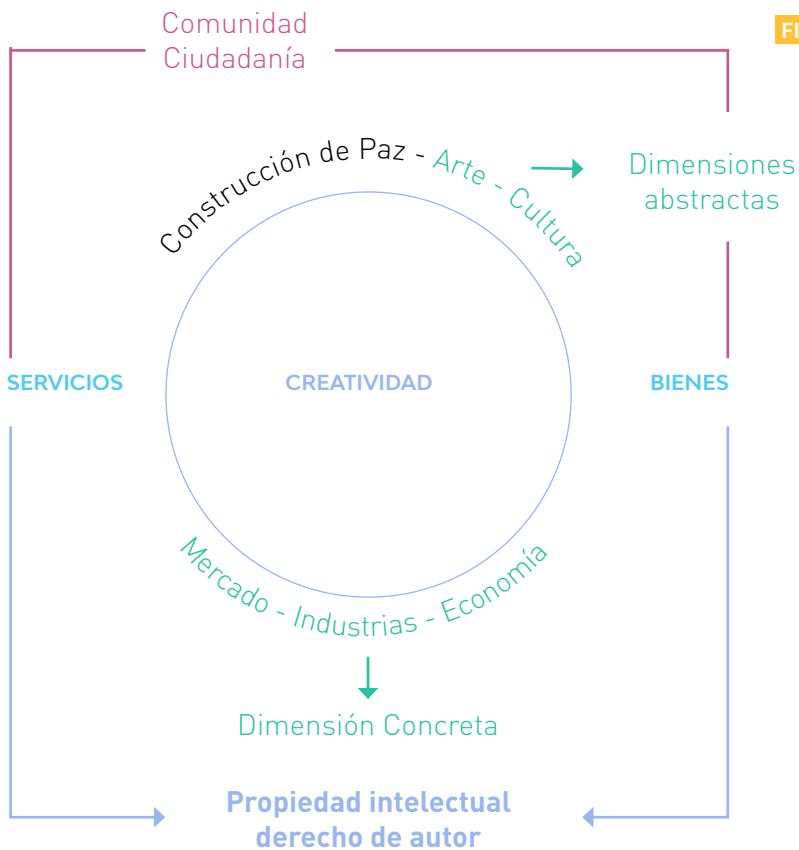 Comunidad
Ciudadanía
FI
Construcción de Paz - Arte - Cultura
Dimensiones
abstractas
SERVICIOS
CREATIVIDAD
BIENES
Mercado - Industrias - Economía
Dimensión Concreta
Propiedad intelectual
derecho de autor